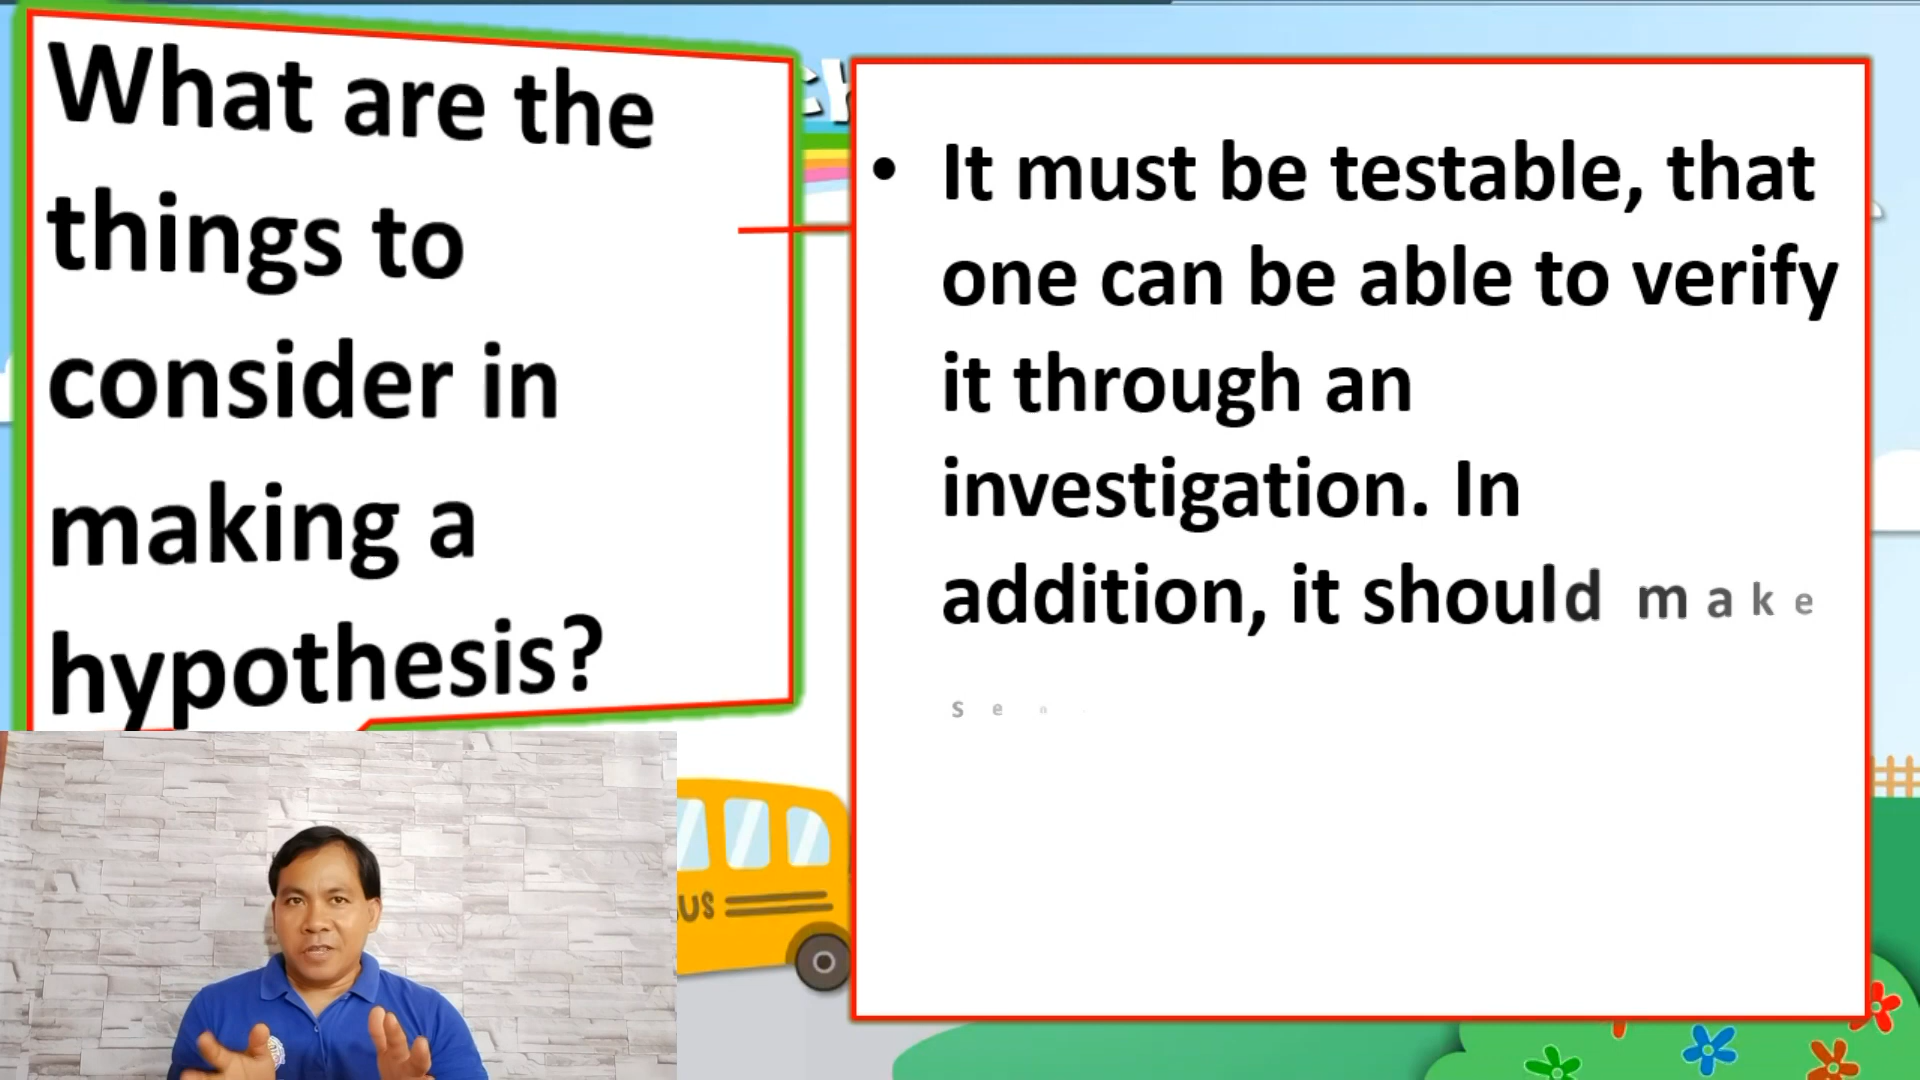 What are the
things to
consider in
making a
hypothesis?
It must be testable, that
one can be able to verify
it through an
investigation. In
addition, it should make